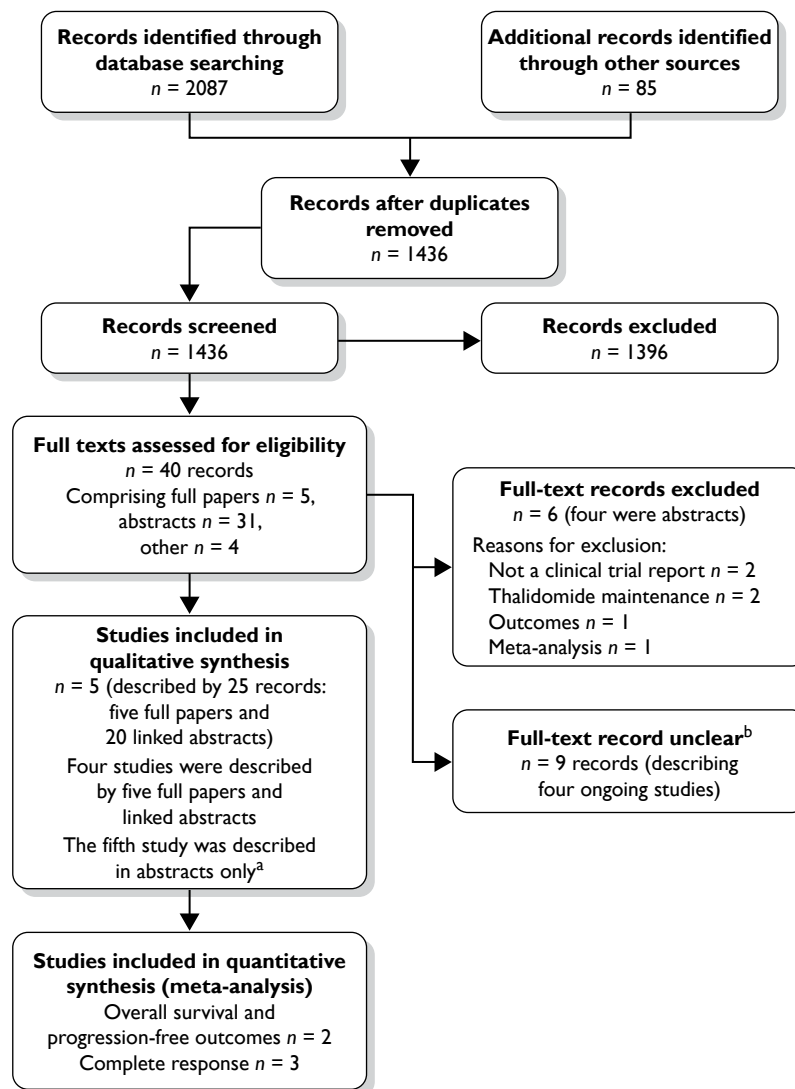 Records identified through
database searching
n = 2087
Additional records identified
through other sources
n = 85
Records after duplicates
removed
n = 1436
Records screened
n = 1436
Records excluded
n = 1396
Full texts assessed for eligibility
n = 40 records
Comprising full papers n = 5,
abstracts n = 31,
other n = 4
Full-text records excluded
n = 6 (four were abstracts)
Reasons for exclusion:
Not a clinical trial report n = 2
Thalidomide maintenance n = 2
Outcomes n = 1
Meta-analysis n = 1
Studies included in
qualitative synthesis
n = 5 (described by 25 records:
five full papers and
20 linked abstracts)
Four studies were described
by five full papers and
linked abstracts
The fifth study was described
in abstracts only^a
Full-text record unclear^b
n = 9 records (describing
four ongoing studies)
Studies included in quantitative
synthesis (meta-analysis)
Overall survival and
progression-free outcomes n = 2
Complete response n = 3